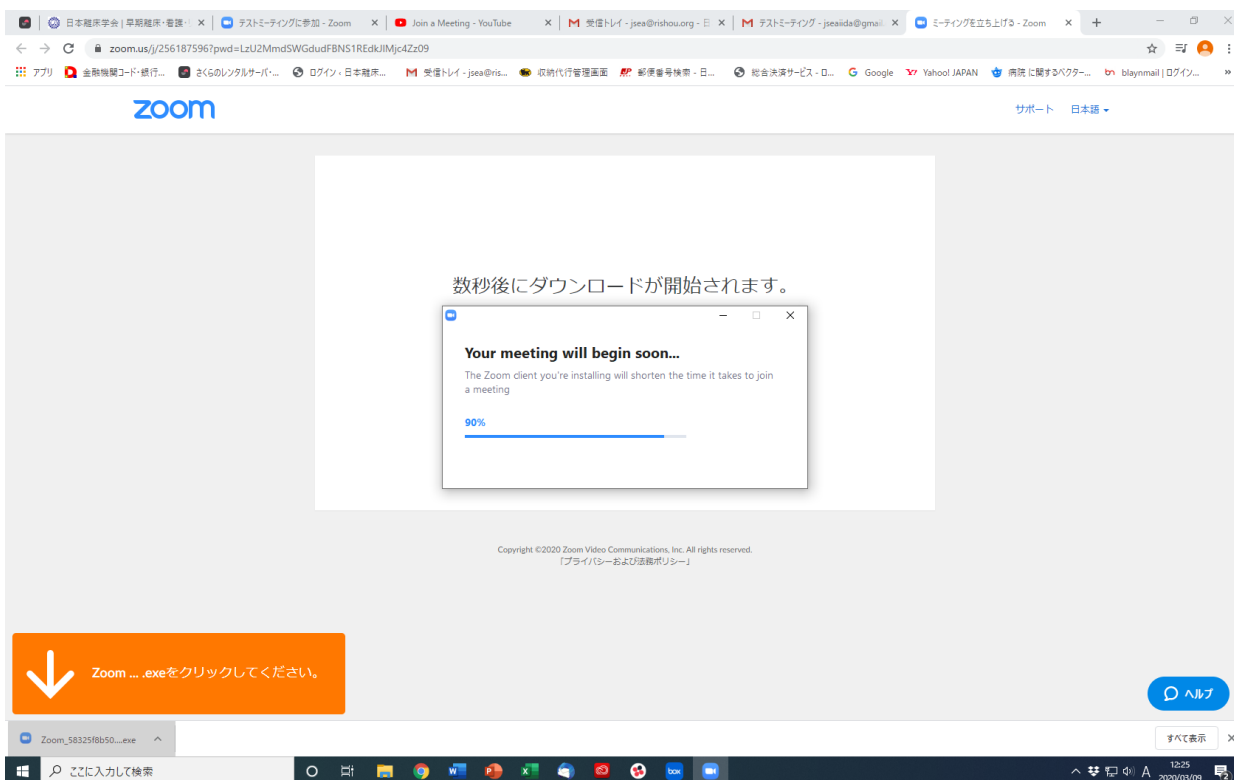 日本離床学会 | 早期離床・看護・
テストミーティングに参加 - Zoom
Join a Meeting - YouTube
受信トレイ - jsea@rishou.org - 日
テストミーティング - jseaiida@gmail.
ミーティングを立ち上げる - Zoom
zoom.us/j/256187596?pwd=LzU2MmdSWGdudFBNS1REdkJIMjc4Zz09
アプリ
金融機関コード・銀行...
さくらのレンタルサーバ・...
ログイン ‹ 日本離床...
受信トレイ - jsea@ris...
収納代行管理画面
郵便番号検索 - 日...
総合決済サービス - ロ...
Google
Yahoo! JAPAN
病院 に関するベクター...
blaynmail | ログイン...
»
zoom
サポート
日本語
数秒後にダウンロードが開始されます。
Your meeting will begin soon...
The Zoom client you're installing will shorten the time it takes to join
a meeting
90%
Copyright ©2020 Zoom Video Communications, Inc. All rights reserved.
「プライバシーおよび法務ポリシー」
Zoom ... .exeをクリックしてください。
ヘルプ
Zoom_58325f8b50....exe
すべて表示
ここに入力して検索
A
12:25
2020/03/09